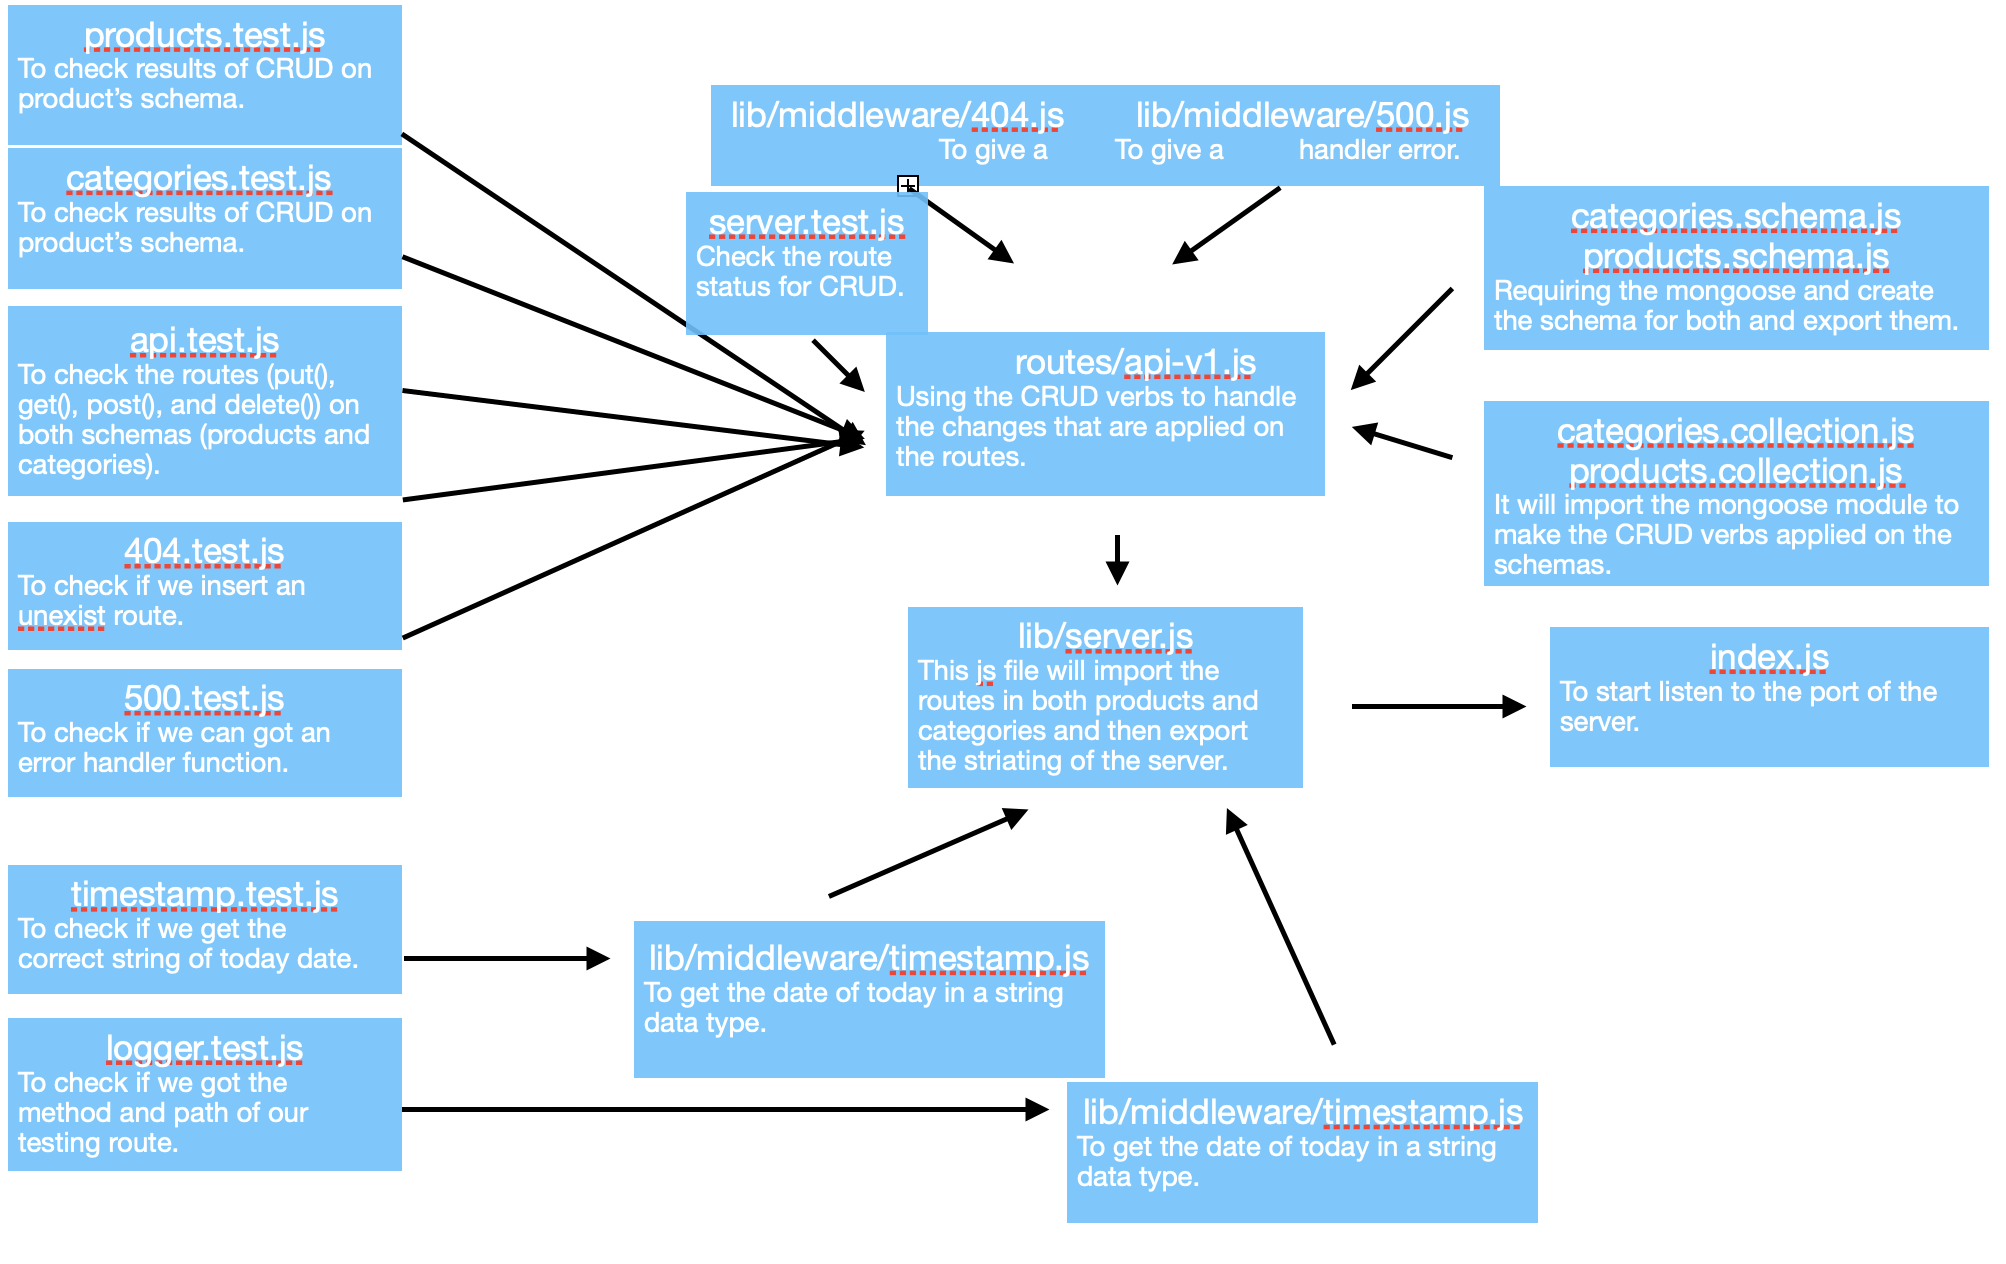 products.test.js
To check results of CRUD on
product’s schema.
categories.test.js
To check results of CRUD on
product’s schema.
api.test.js
To check the routes (put(),
get(), post(), and delete()) on
both schemas (products and
categories).
404.test.js
To check if we insert an
unexist route.
500.test.js
To check if we can got an
error handler function.
timestamp.test.js
To check if we get the
correct string of today date.
logger.test.js
To check if we got the
method and path of our
testing route.
lib/middleware/404.js
To give a
lib/middleware/500.js
To give a handler error.
server.test.js
Check the route
status for CRUD.
routes/api-v1.js
Using the CRUD verbs to handle
the changes that are applied on
the routes.
categories.schema.js
products.schema.js
Requiring the mongoose and create
the schema for both and export them.
categories.collection.js
products.collection.js
It will import the mongoose module to
make the CRUD verbs applied on the
schemas.
lib/server.js
This js file will import the
routes in both products and
categories and then export
the striating of the server.
index.js
To start listen to the port of the
server.
lib/middleware/timestamp.js
To get the date of today in a string
data type.
lib/middleware/timestamp.js
To get the date of today in a string
data type.